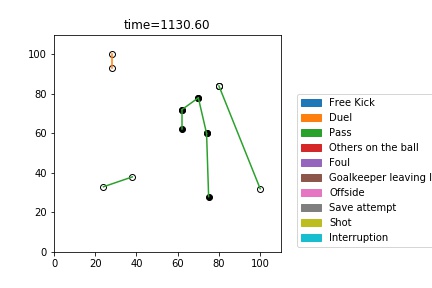 time=1130.60
100
80
60
40
20
0
0 20 40 60 80 100
Free Kick
Duel
Pass
Others on the ball
Foul
Goalkeeper leaving l
Offside
Save attempt
Shot
Interruption